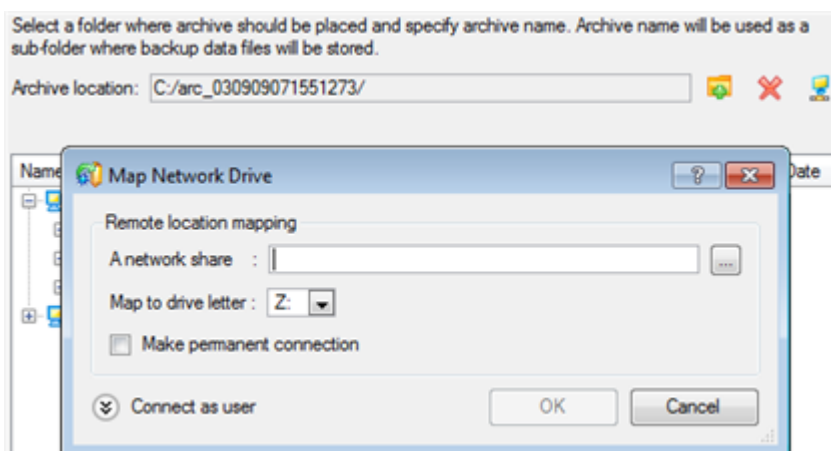 Select a folder where archive should be placed and specify archive name. Archive name will be used as a
sub-folder where backup data files will be stored.
Archive location: C:/arc_030909071551273/
Name
Date
Map Network Drive
Remote location mapping
A network share :
...
Map to drive letter : Z:
Make permanent connection
Connect as user
OK
Cancel